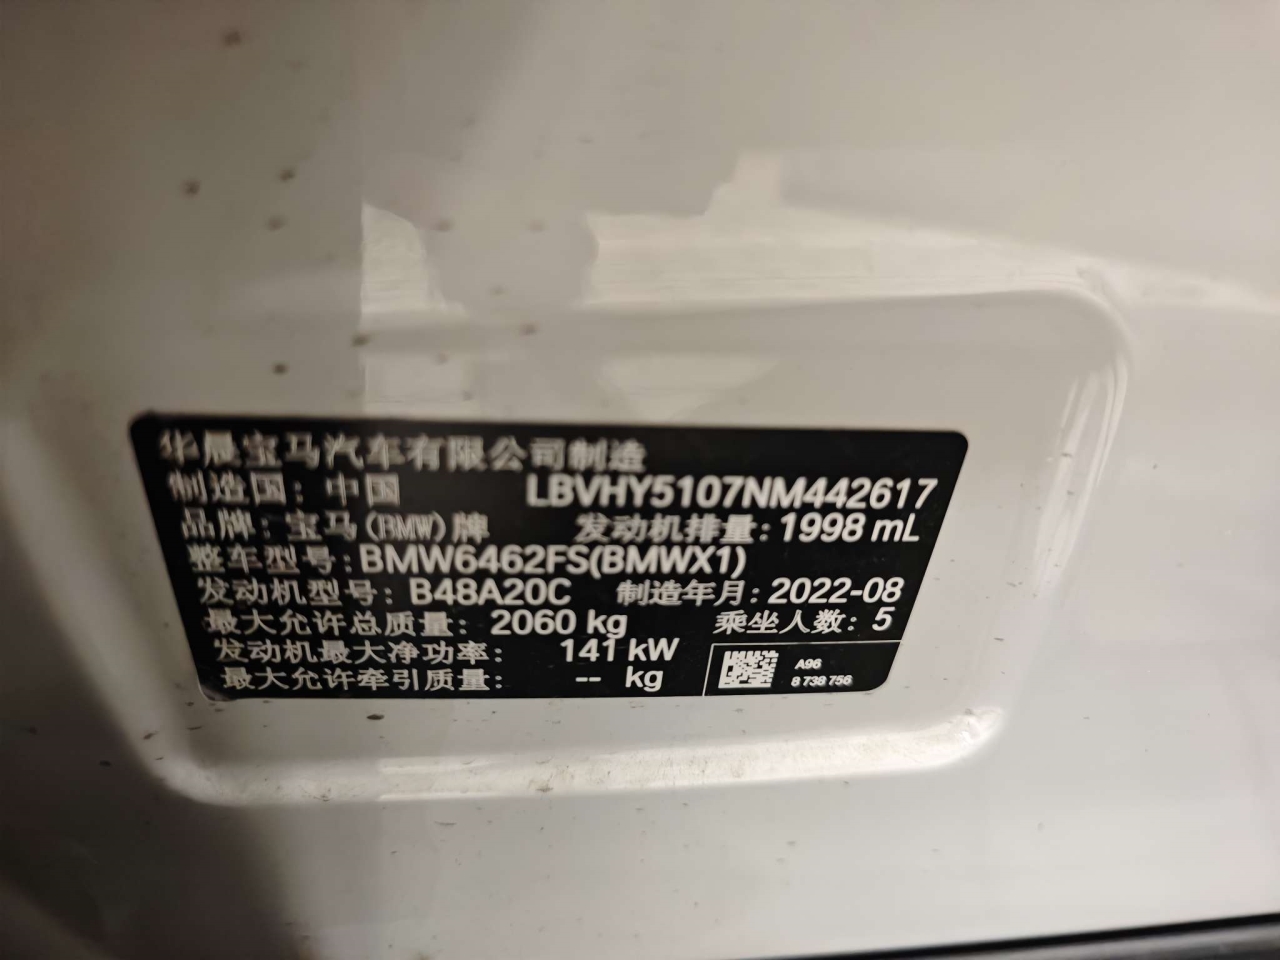 华晨宝马汽车有限公司制造
制造国：中国 LBVHY5107NM442617
品牌：宝马(BMW)牌 发动机排量：1998 mL
整车型号：BMW6462FS(BMWX1)
发动机型号：B48A20C 制造年月：2022-08
最大允许总质量：2060 kg 乘坐人数：5
发动机最大净功率：141 kW
最大允许牵引质量：-- kg
A96
8 738 756